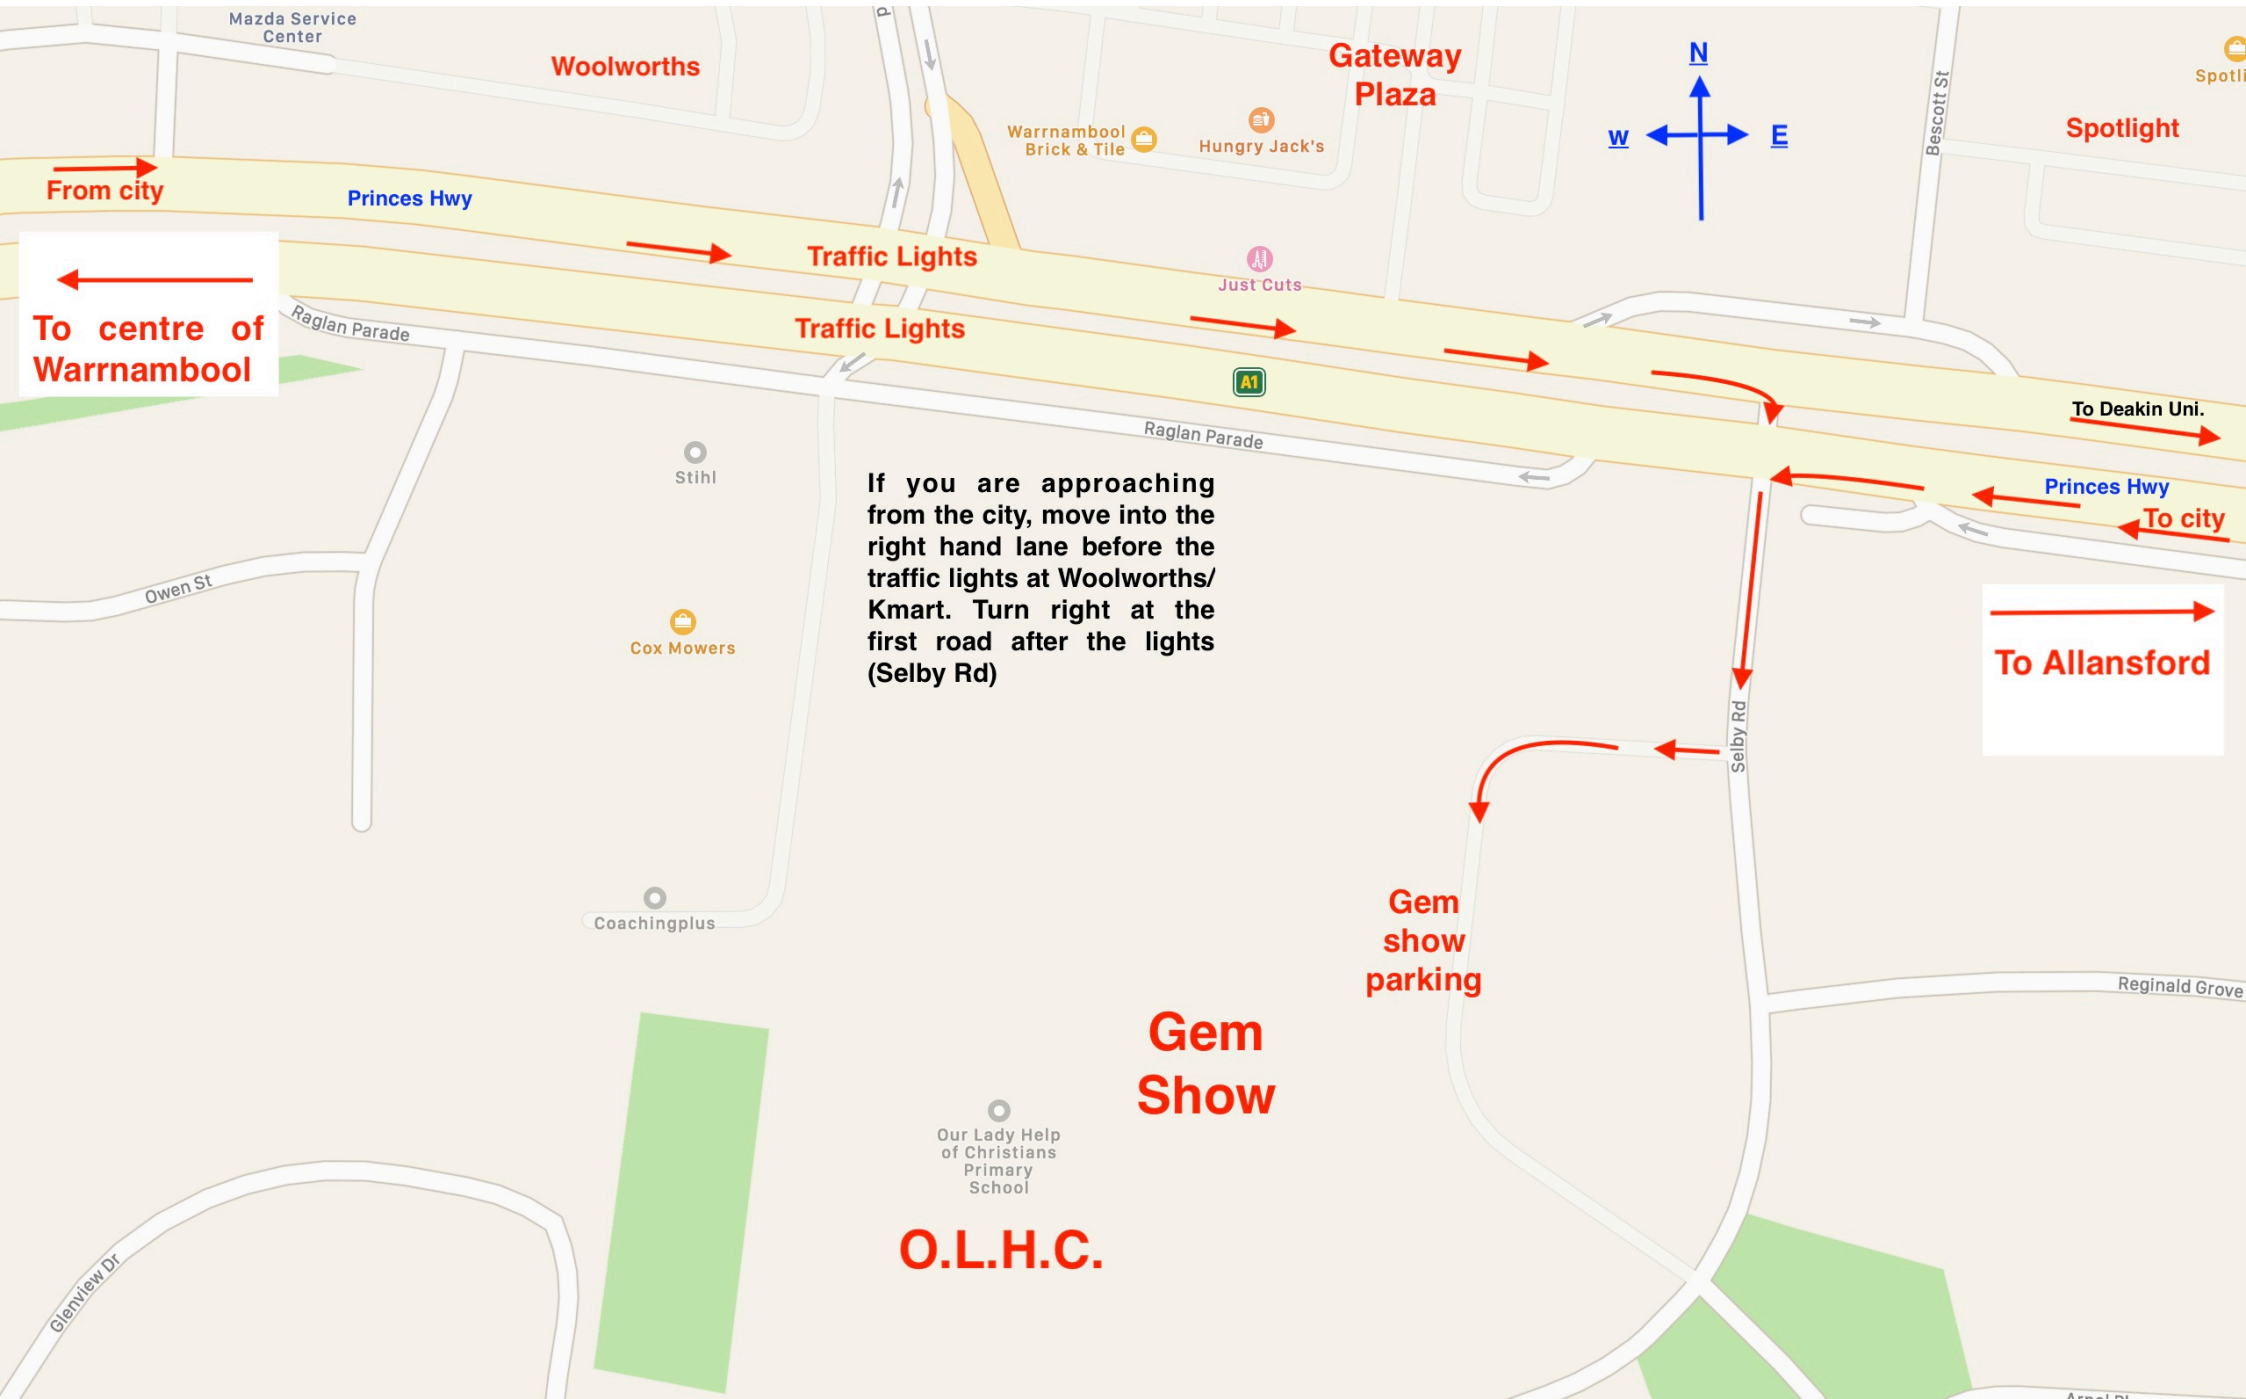 Mazda Service
Center
Woolworths
Gateway
Plaza
N
w
E
Bescott St
Spotli
Spotlight
Warrnambool
Brick & Tile
Hungry Jack's
From city
Princes Hwy
Traffic Lights
Just Cuts
To centre of
Warrnambool
Raglan Parade
Traffic Lights
A1
To Deakin Uni.
Raglan Parade
Princes Hwy
To city
Stihl
If you are approaching
from the city, move into the
right hand lane before the
traffic lights at Woolworths/
Kmart. Turn right at the
first road after the lights
(Selby Rd)
Owen St
Cox Mowers
To Allansford
Selby Rd
Coachingplus
Gem
show
parking
Reginald Grove
Gem
Show
Our Lady Help
of Christians
Primary
School
O.L.H.C.
Glenview Dr